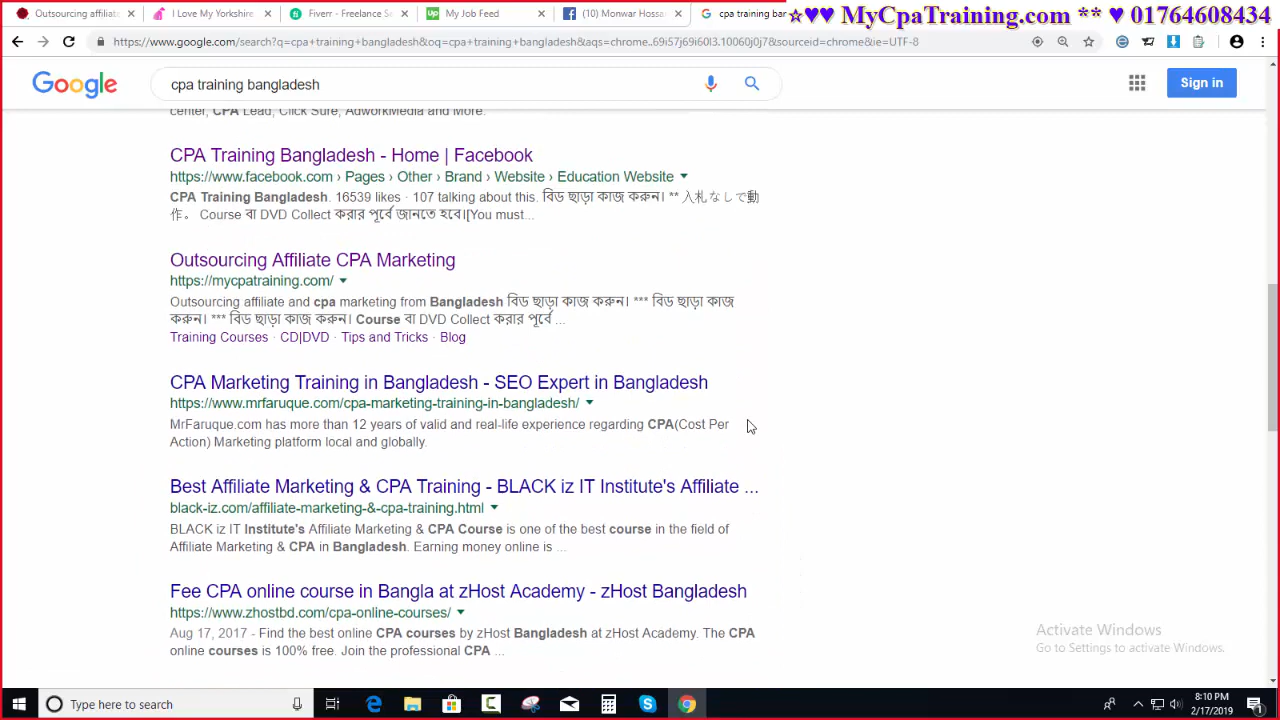 Outsourcing affiliat
I Love My Yorkshire
Fiverr - Freelance S
My Job Feed
(10) Monwar Hossa
cpa training bar
☆♥♥ MyCpaTraining.com ** ♥ 01764608434
https://www.google.com/search?q=cpa+training+bangladesh&oq=cpa+training+bangladesh&aqs=chrome..69i57j69i60l3.10060j0j7&sourceid=chrome&ie=UTF-8
Google
cpa training bangladesh
Sign in
center, CPA Lead, Click Sure, AdworkMedia and More.
CPA Training Bangladesh - Home | Facebook
https://www.facebook.com › Pages › Other › Brand › Website › Education Website
CPA Training Bangladesh. 16539 likes · 107 talking about this. বিড ছাড়া কাজ করুন। ** 入札なしで動
作。 Course বা DVD Collect করার পূর্বে জানতে হবে।[You must...
Outsourcing Affiliate CPA Marketing
https://mycpatraining.com/
Outsourcing affiliate and cpa marketing from Bangladesh বিড ছাড়া কাজ করুন। *** বিড ছাড়া কাজ
করুন। *** বিড ছাড়া কাজ করুন। Course বা DVD Collect করার পূর্বে ...
Training Courses · CD|DVD · Tips and Tricks · Blog
CPA Marketing Training in Bangladesh - SEO Expert in Bangladesh
https://www.mrfaruque.com/cpa-marketing-training-in-bangladesh/
MrFaruque.com has more than 12 years of valid and real-life experience regarding CPA(Cost Per
Action) Marketing platform local and globally.
Best Affiliate Marketing & CPA Training - BLACK iz IT Institute's Affiliate ...
black-iz.com/affiliate-marketing-&-cpa-training.html
BLACK iz IT Institute's Affiliate Marketing & CPA Course is one of the best course in the field of
Affiliate Marketing & CPA in Bangladesh. Earning money online is ...
Fee CPA online course in Bangla at zHost Academy - zHost Bangladesh
https://www.zhostbd.com/cpa-online-courses/
Aug 17, 2017 - Find the best online CPA courses by zHost Bangladesh at zHost Academy. The CPA
online courses is 100% free. Join the professional CPA ...
Activate Windows
Go to Settings to activate Windows.
Type here to search
8:10 PM
2/17/2019